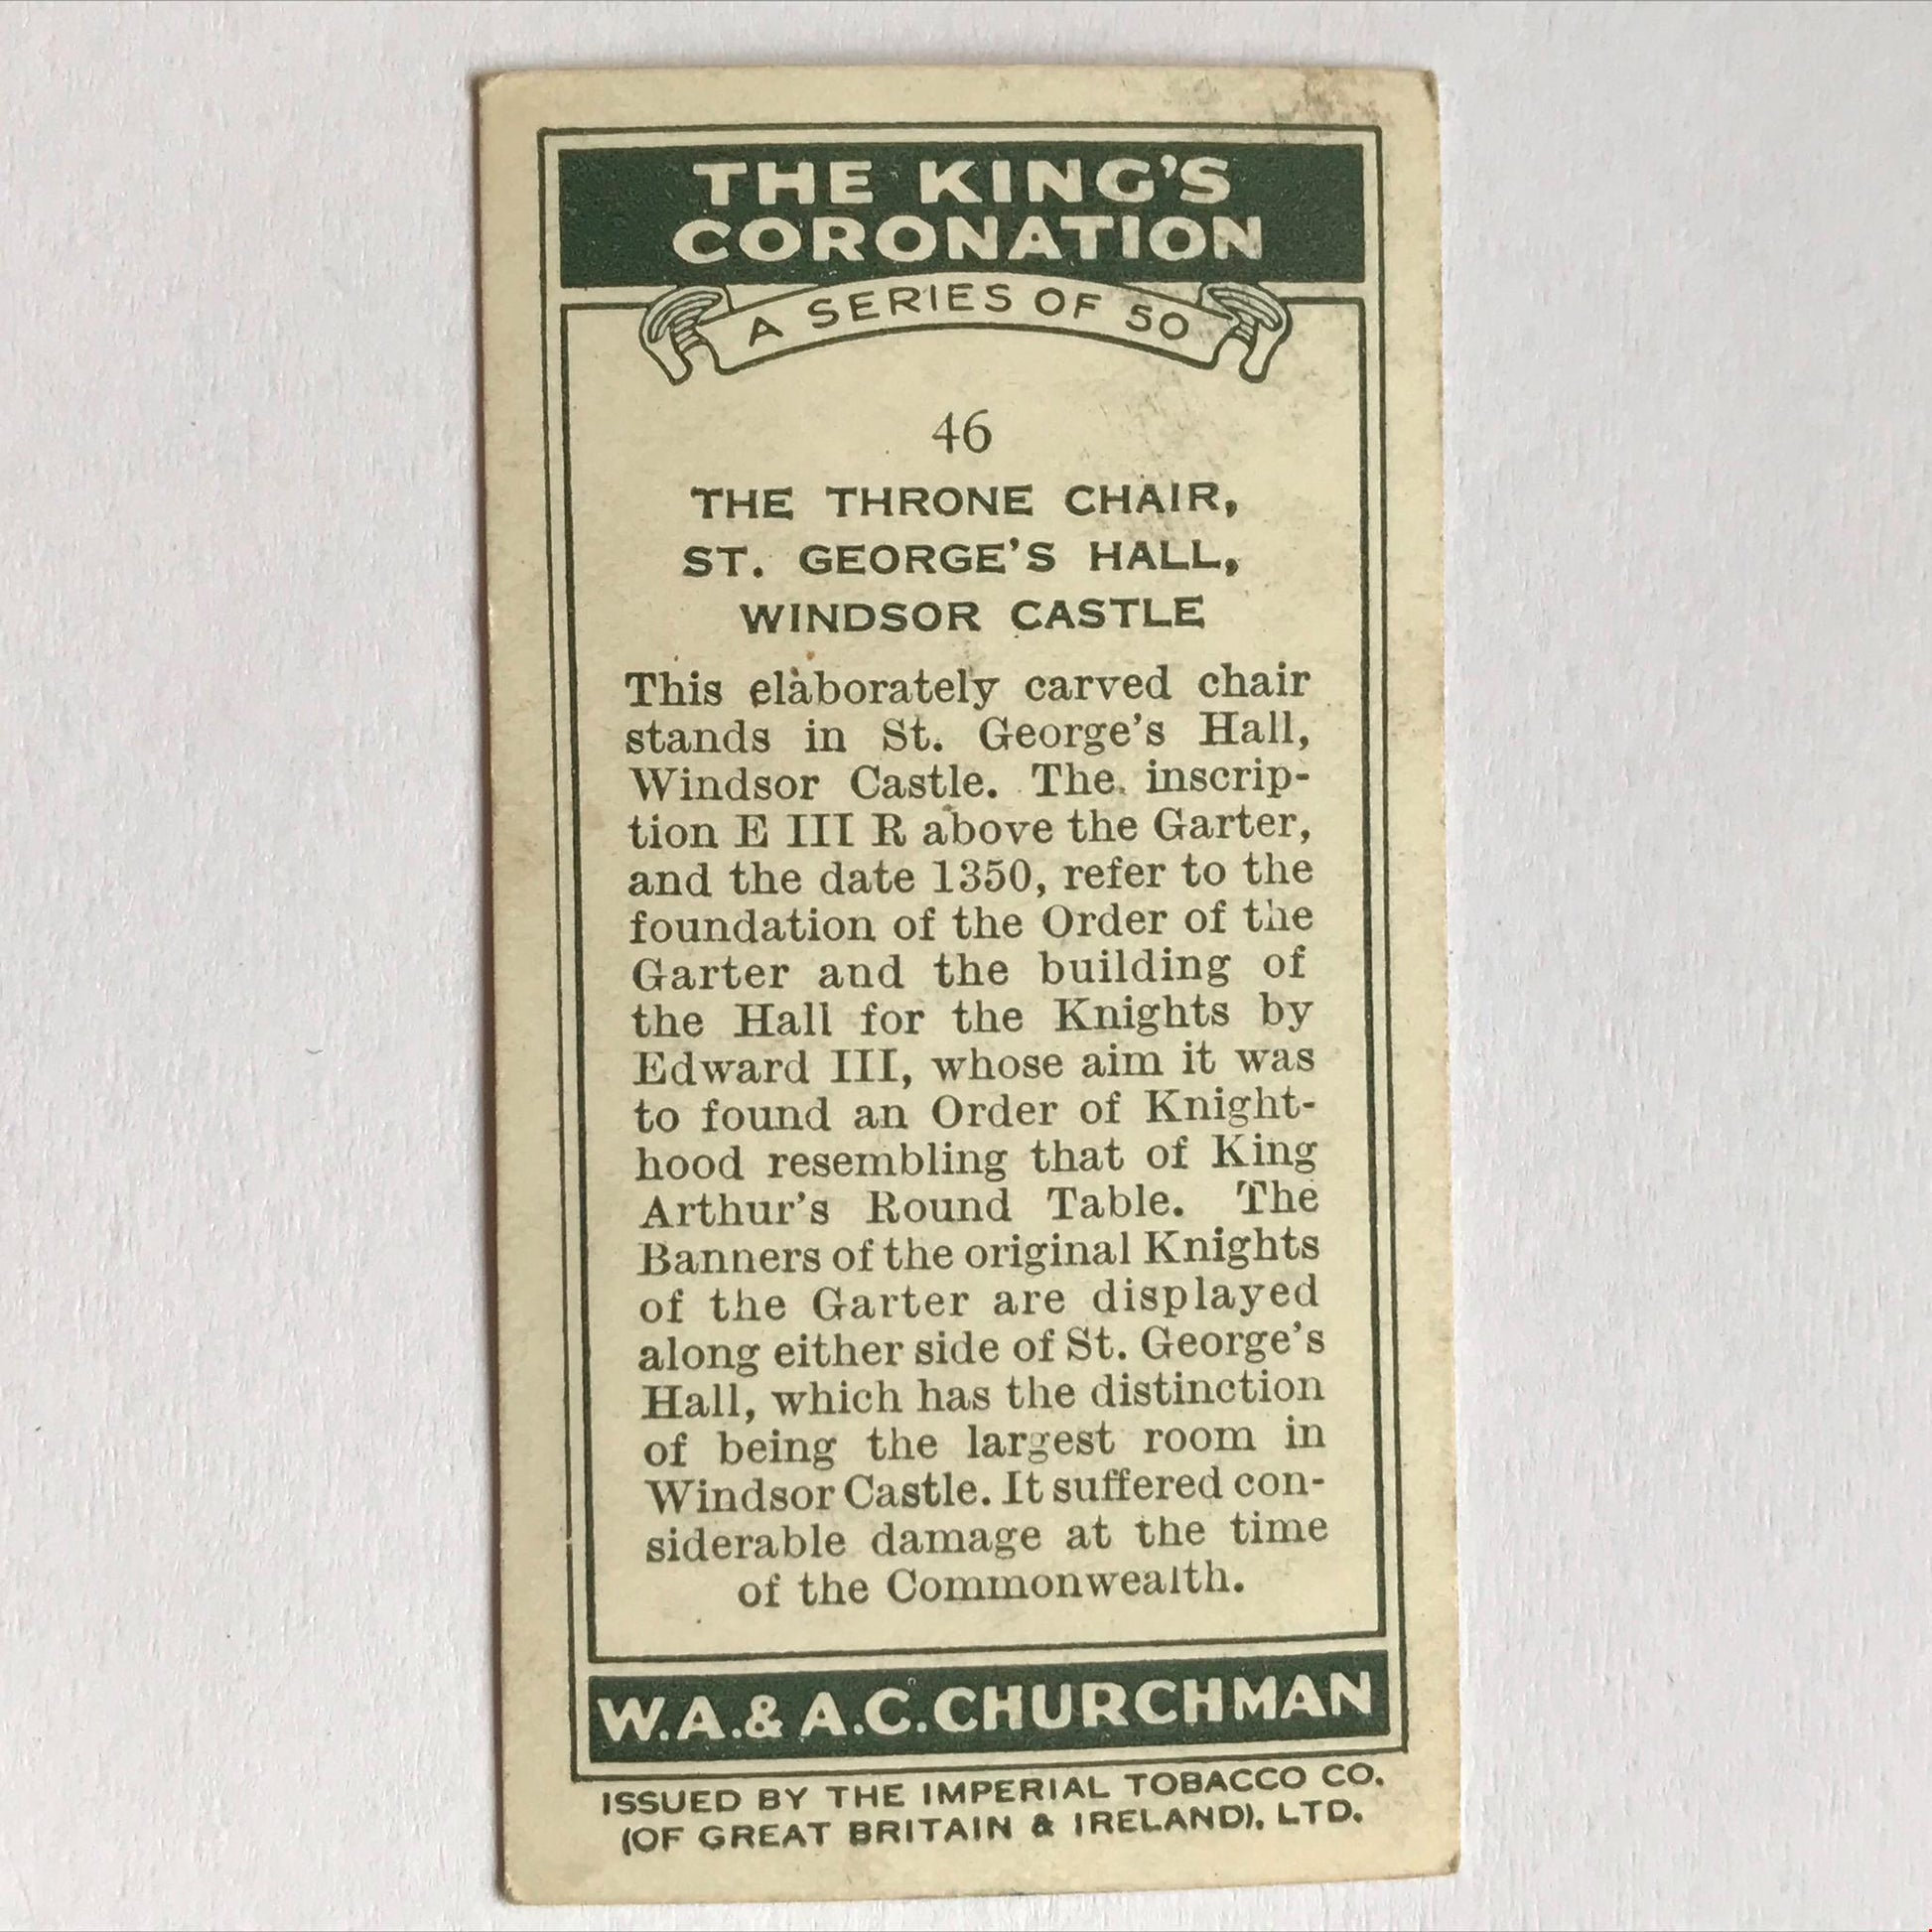 THE KING'S
CORONATION
A SERIES OF 50
46
THE THRONE CHAIR,
ST. GEORGE'S HALL,
WINDSOR CASTLE
This elaborately carved chair
stands in St. George's Hall,
Windsor Castle. The inscrip-
tion E III R above the Garter,
and the date 1350, refer to the
foundation of the Order of the
Garter and the building of
the Hall for the Knights by
Edward III, whose aim it was
to found an Order of Knight-
hood resembling that of King
Arthur's Round Table. The
Banners of the original Knights
of the Garter are displayed
along either side of St. George's
Hall, which has the distinction
of being the largest room in
Windsor Castle. It suffered con-
siderable damage at the time
of the Commonwealth.
W.A. & A.C. CHURCHMAN
ISSUED BY THE IMPERIAL TOBACCO CO.
(OF GREAT BRITAIN & IRELAND), LTD.